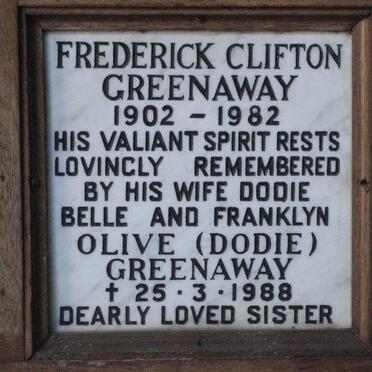 FREDERICK CLIFTON
GREENAWAY
1902 - 1982
HIS VALIANT SPIRIT RESTS
LOVINGLY REMEMBERED
BY HIS WIFE DODIE
BELLE AND FRANKLYN
OLIVE (DODIE)
GREENAWAY
† 25·3·1988
DEARLY LOVED SISTER